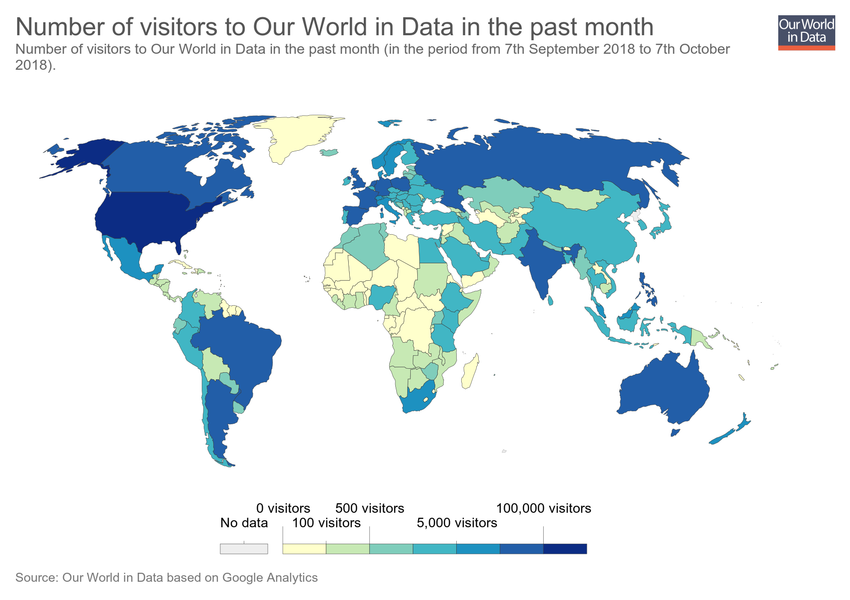 Number of visitors to Our World in Data in the past month
Number of visitors to Our World in Data in the past month (in the period from 7th September 2018 to 7th October
2018).
Our World
in Data
0 visitors
500 visitors
100,000 visitors
No data
100 visitors
5,000 visitors
Source: Our World in Data based on Google Analytics